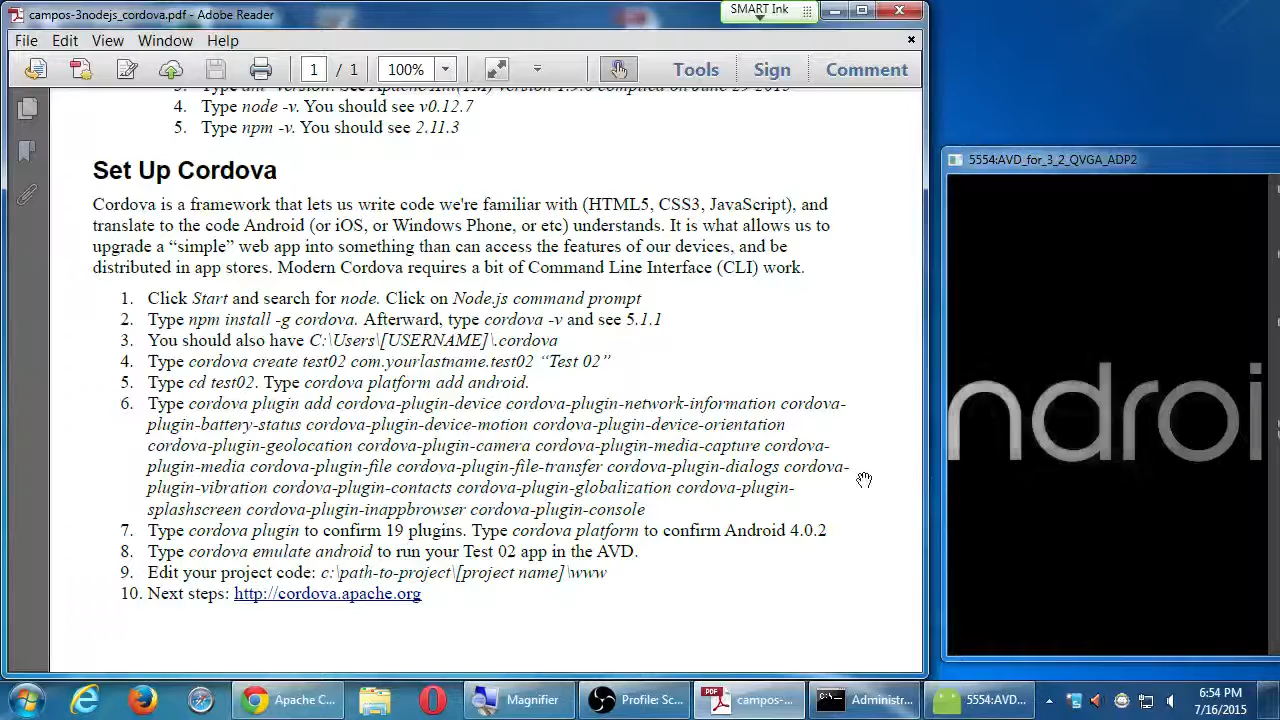 campos-3nodejs_cordova.pdf - Adobe Reader
SMART Ink
File Edit View Window Help
1 / 1 100% Tools Sign Comment
4. Type node -v. You should see v0.12.7
5. Type npm -v. You should see 2.11.3
Set Up Cordova
Cordova is a framework that lets us write code we're familiar with (HTML5, CSS3, JavaScript), and
translate to the code Android (or iOS, or Windows Phone, or etc) understands. It is what allows us to
upgrade a “simple” web app into something than can access the features of our devices, and be
distributed in app stores. Modern Cordova requires a bit of Command Line Interface (CLI) work.
1. Click Start and search for node. Click on Node.js command prompt
2. Type npm install -g cordova. Afterward, type cordova -v and see 5.1.1
3. You should also have C:\Users\[USERNAME]\.cordova
4. Type cordova create test02 com.yourlastname.test02 “Test 02”
5. Type cd test02. Type cordova platform add android.
6. Type cordova plugin add cordova-plugin-device cordova-plugin-network-information cordova-
plugin-battery-status cordova-plugin-device-motion cordova-plugin-device-orientation
cordova-plugin-geolocation cordova-plugin-camera cordova-plugin-media-capture cordova-
plugin-media cordova-plugin-file cordova-plugin-file-transfer cordova-plugin-dialogs cordova-
plugin-vibration cordova-plugin-contacts cordova-plugin-globalization cordova-plugin-
splashscreen cordova-plugin-inappbrowser cordova-plugin-console
7. Type cordova plugin to confirm 19 plugins. Type cordova platform to confirm Android 4.0.2
8. Type cordova emulate android to run your Test 02 app in the AVD.
9. Edit your project code: c:\path-to-project\[project name]\www
10. Next steps: http://cordova.apache.org
5554:AVD_for_3_2_QVGA_ADP2
ndroi
Apache C...
Magnifier
Profile: Sc...
PDF
campos-...
Administr...
5554:AVD...
6:54 PM
7/16/2015